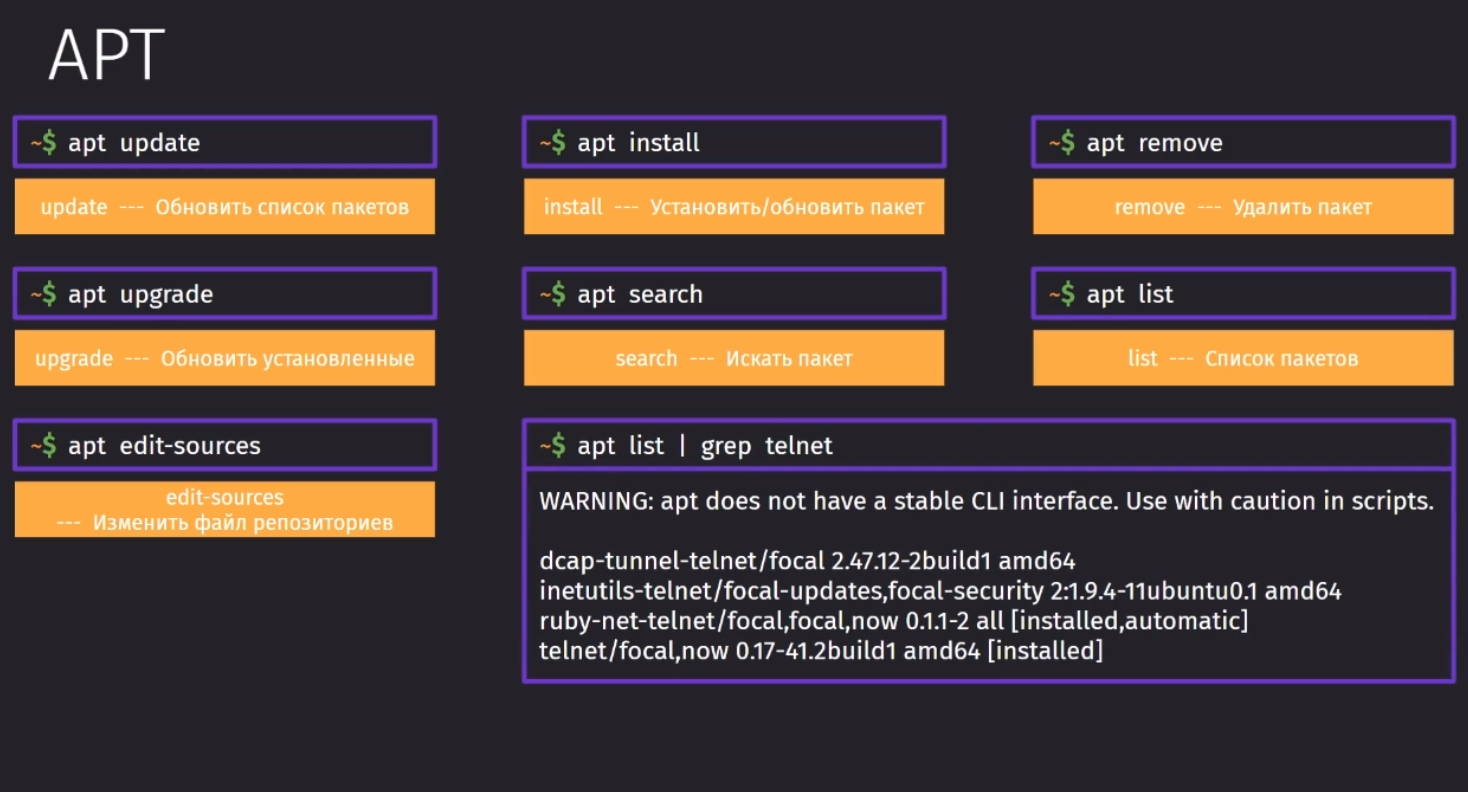 APT
~$ apt update
update --- Обновить список пакетов
~$ apt install
install --- Установить/обновить пакет
~$ apt remove
remove --- Удалить пакет
~$ apt upgrade
upgrade --- Обновить установленные
~$ apt search
search --- Искать пакет
~$ apt list
list --- Список пакетов
~$ apt edit-sources
edit-sources
--- Изменить файл репозиториев
~$ apt list | grep telnet
WARNING: apt does not have a stable CLI interface. Use with caution in scripts.
dcap-tunnel-telnet/focal 2.47.12-2build1 amd64
inetutils-telnet/focal-updates,focal-security 2:1.9.4-11ubuntu0.1 amd64
ruby-net-telnet/focal,focal,now 0.1.1-2 all [installed,automatic]
telnet/focal,now 0.17-41.2build1 amd64 [installed]